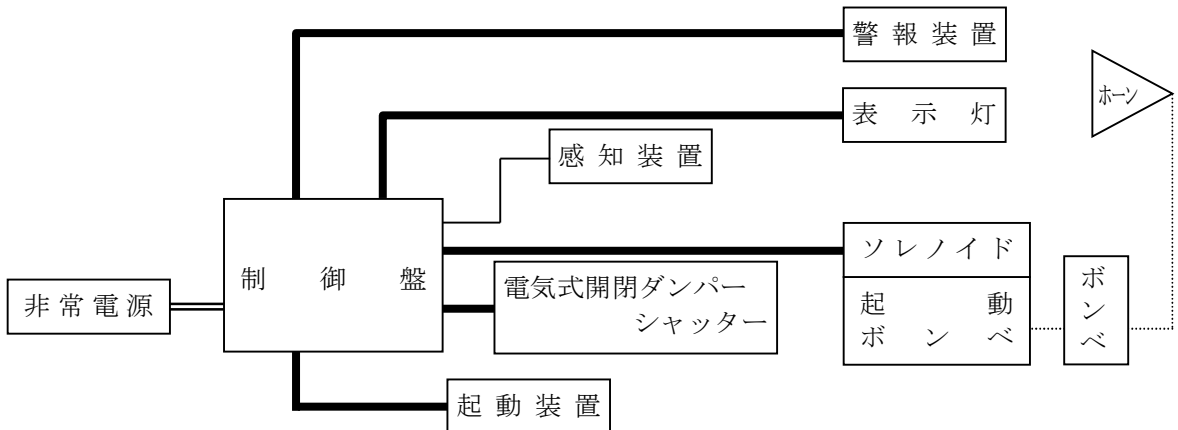 警報装置
ホーン
表示灯
感知装置
ソレノイド
制御盤
電気式開閉ダンパー
シャッター
非常電源
起動
ボンベ
ボンベ
起動装置